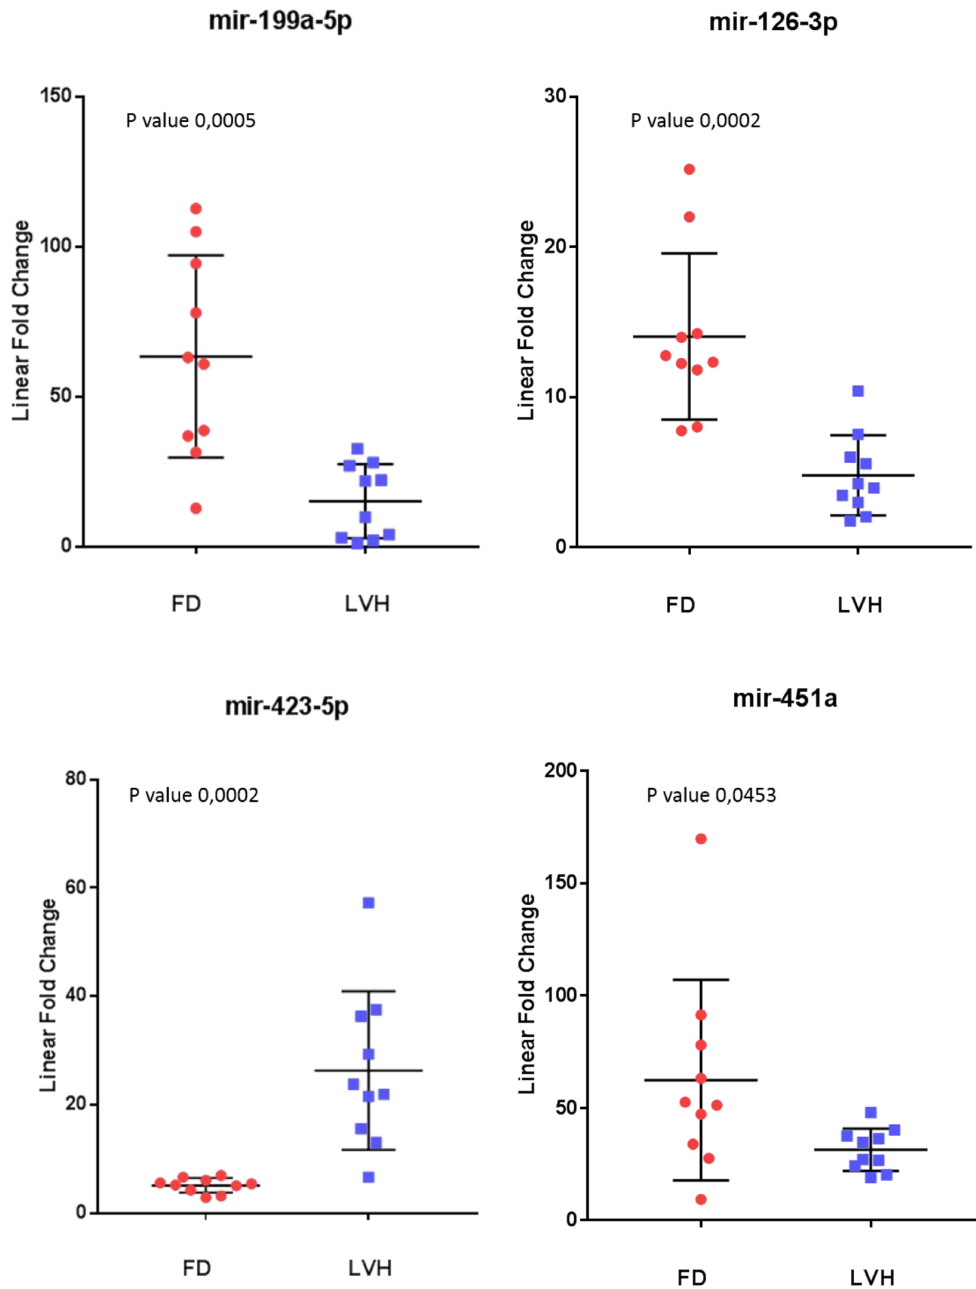 mir-199a-5p
P value 0,0005
Linear Fold Change
150
100
50
0
FD
LVH
mir-126-3p
P value 0,0002
Linear Fold Change
30
20
10
0
FD
LVH
mir-423-5p
P value 0,0002
Linear Fold Change
80
60
40
20
0
FD
LVH
mir-451a
P value 0,0453
Linear Fold Change
200
150
100
50
0
FD
LVH